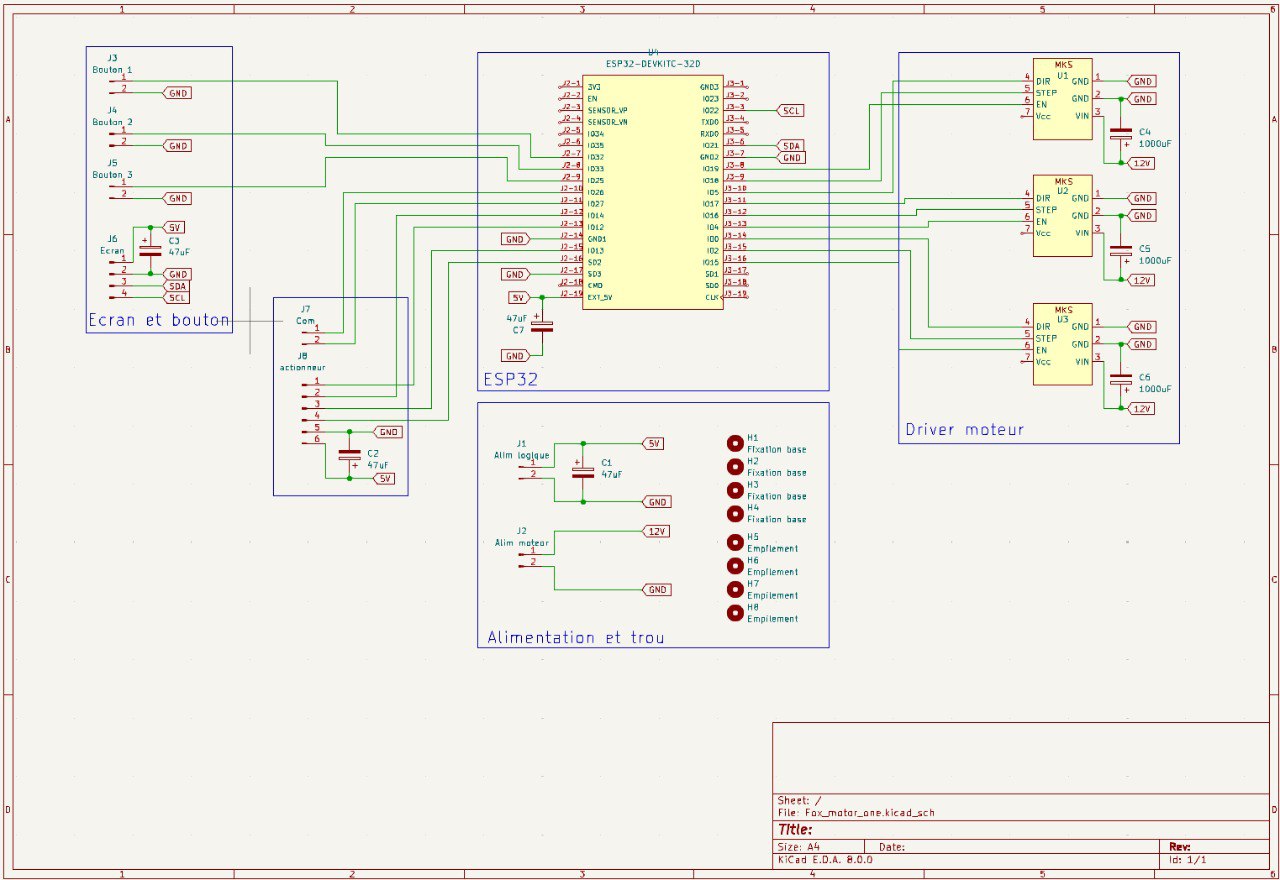 1 2 3 4 5 6
A
B
C
D
J3
Bouton 1
1
2
GND
J4
Bouton 2
1
2
GND
J5
Bouton 3
1
2
GND
5V
C3
47uF
J6
Ecran
1
2
3
4
GND
SDA
SCL
Ecran et bouton
J7
Com
1
2
J8
actionneur
1
2
3
4
5
6
GND
C2
47uF
5V
ESP32-DEVKITC-32D
J2-1 3V3 GND3 J3-1
J2-2 EN IO23 J3-2
J2-3 SENSOR_VP IO22 J3-3 SCL
J2-4 SENSOR_VN TXD0 J3-4
J2-5 IO34 RXD0 J3-5
J2-6 IO35 IO21 J3-6 SDA
J2-7 IO32 GND2 J3-7 GND
J2-8 IO33 IO19 J3-8
J2-9 IO25 IO18 J3-9
J2-10 IO26 IO5 J3-10
J2-11 IO27 IO17 J3-11
J2-12 IO14 IO16 J3-12
J2-13 IO12 IO4 J3-13
GND J2-14 GND1 IO0 J3-14
J2-15 IO13 IO2 J3-15
J2-16 SD2 IO15 J3-16
GND J2-17 SD3 SD1 J3-17
J2-18 CMD SD0 J3-18
5V J2-19 EXT_5V CLK J3-19
47uF
C7
GND
ESP32
MKS
U1
4 DIR GND 1 GND
5 STEP GND 2 GND
6 EN
7 Vcc VIN 3
C4
1000uF
12V
MKS
U2
4 DIR GND 1 GND
5 STEP GND 2 GND
6 EN
7 Vcc VIN 3
C5
1000uF
12V
MKS
U3
4 DIR GND 1 GND
5 STEP GND 2 GND
6 EN
7 Vcc VIN 3
C6
1000uF
12V
Driver moteur
J1
Alim logique
1
2
5V
C1
47uF
GND
J2
Alim moteur
1
2
12V
GND
H1
Fixation base
H2
Fixation base
H3
Fixation base
H4
Fixation base
H5
Empilement
H6
Empilement
H7
Empilement
H8
Empilement
Alimentation et trou
Sheet: /
File: Fox_motor_one.kicad_sch
Title:
Size: A4 Date: Rev:
KiCad E.D.A. 8.0.0 Id: 1/1
A
B
C
D
1 2 3 4 5 6